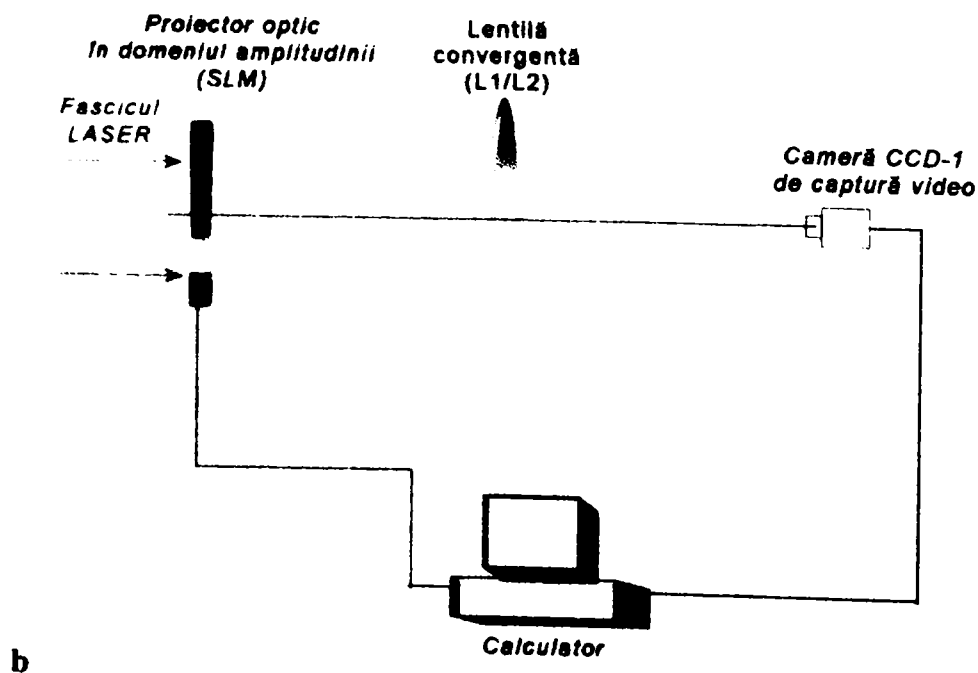 Proiector optic
în domeniul amplitudinii
(SLM)
Lentilă
convergentă
(L1/L2)
Fascicul
LASER
Cameră CCD-1
de captură video
Calculator
b